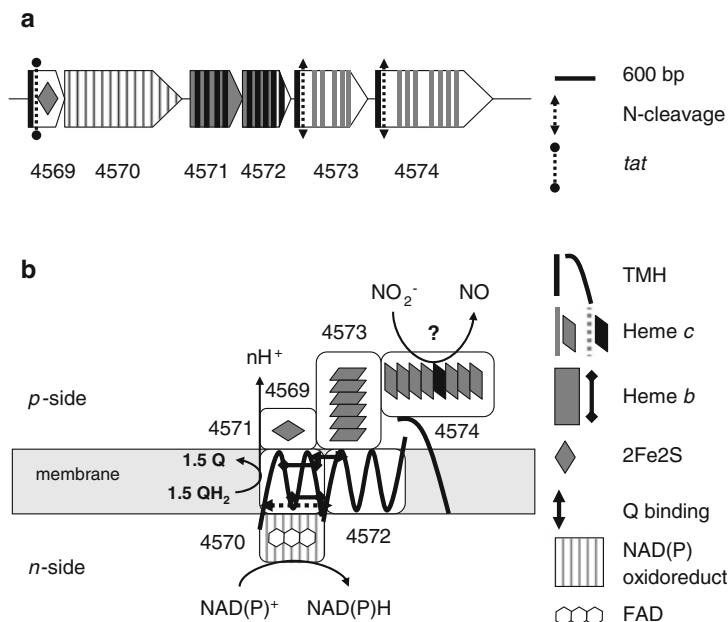 a
600 bp
N-cleavage
tat
4569 4570 4571 4572 4573 4574
b
NO2- NO
?
4573
nH+
4569
p-side
4571
4574
1.5 Q
membrane
1.5 QH2
4570
4572
n-side
NAD(P)+ NAD(P)H
TMH
Heme c
Heme b
2Fe2S
Q binding
NAD(P)
oxidoreduct
FAD